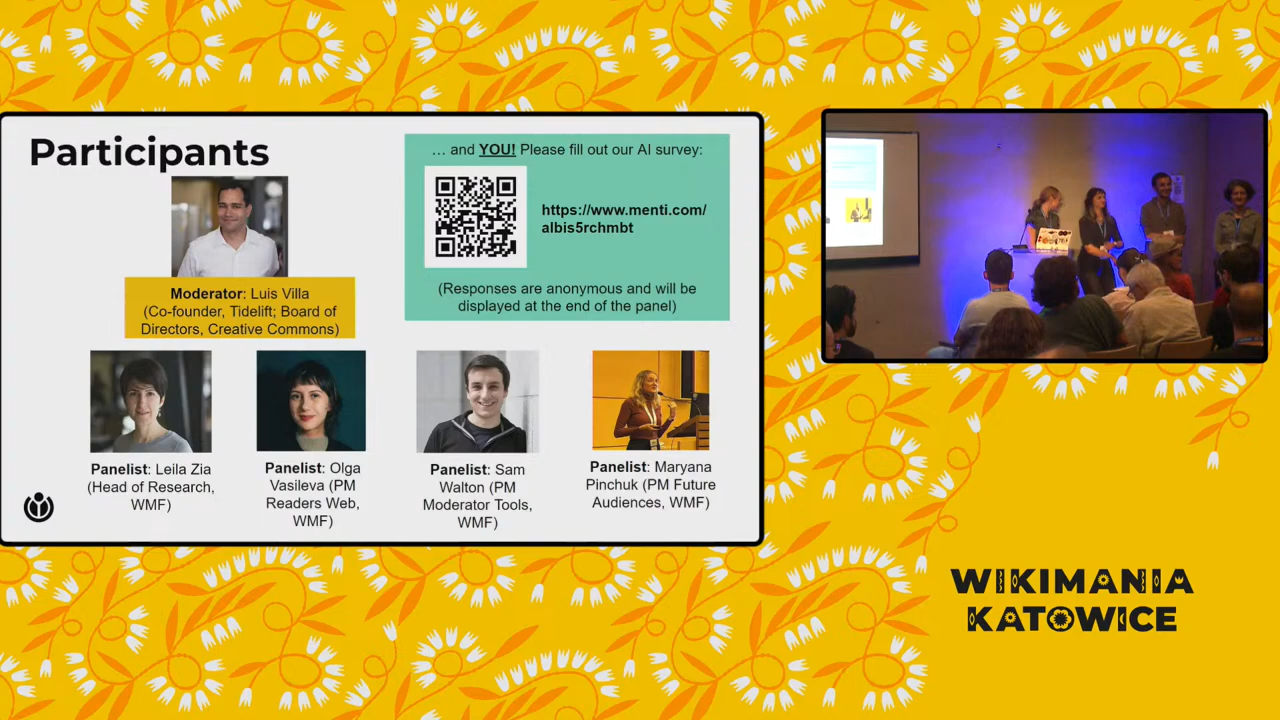 Participants
… and YOU! Please fill out our AI survey:
https://www.menti.com/
albis5rchmbt
(Responses are anonymous and will be
displayed at the end of the panel)
Moderator: Luis Villa
(Co-founder, Tidelift; Board of
Directors, Creative Commons)
Panelist: Leila Zia
(Head of Research,
WMF)
Panelist: Olga
Vasileva (PM
Readers Web,
WMF)
Panelist: Sam
Walton (PM
Moderator Tools,
WMF)
Panelist: Maryana
Pinchuk (PM Future
Audiences, WMF)
WIKIMANIA
KATOWICE